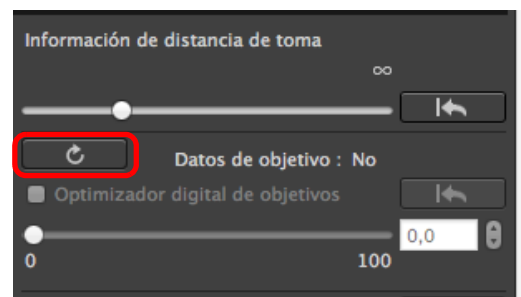 Información de distancia de toma
∞
Datos de objetivo : No
Optimizador digital de objetivos
0,0
0 100